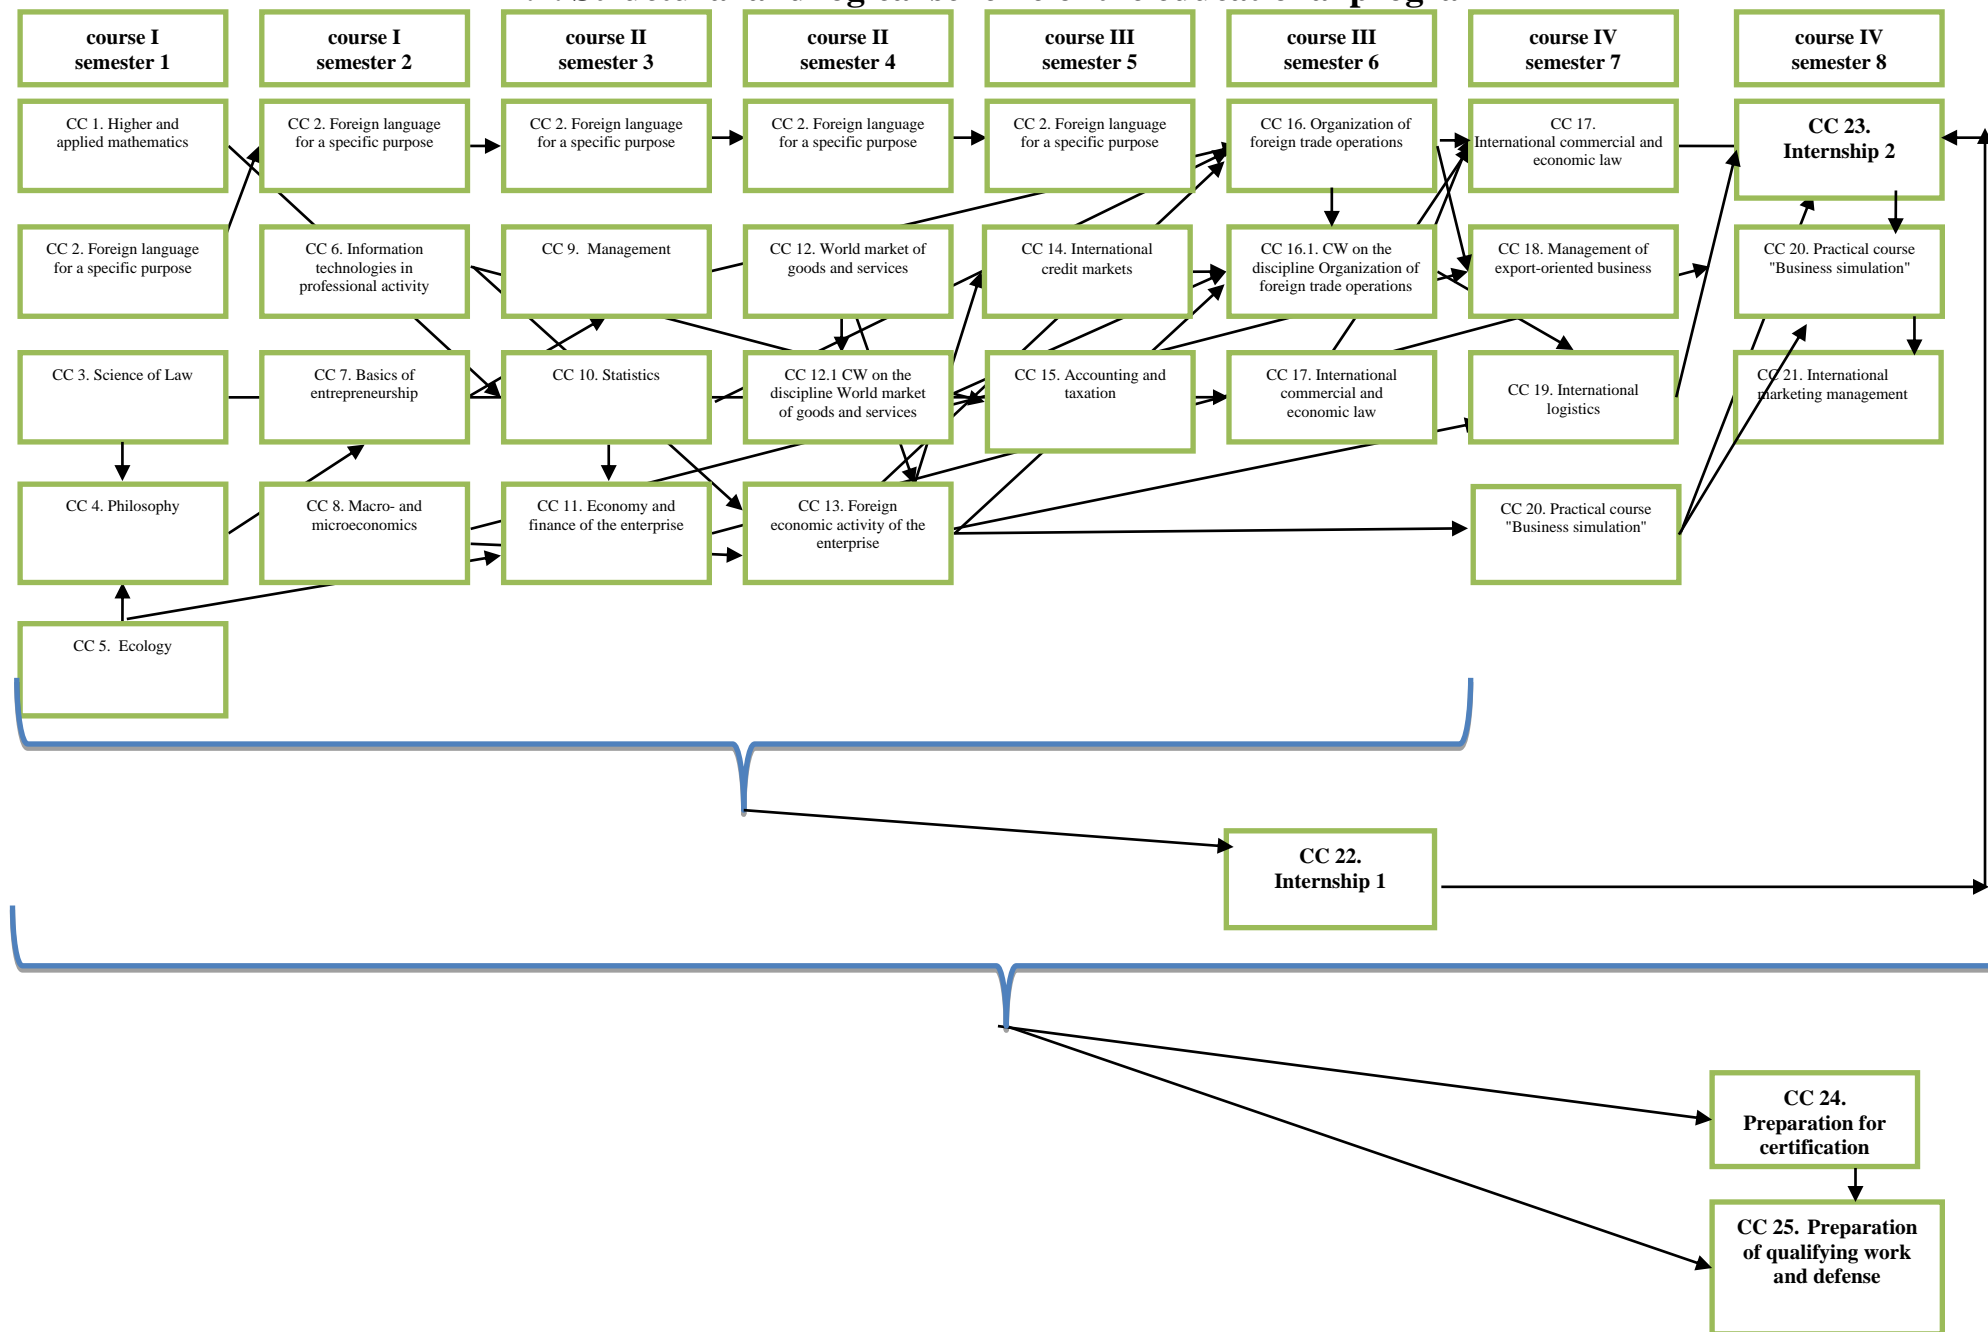 Structural and logical scheme of the educational program
course I
semester 1
course I
semester 2
course II
semester 3
course II
semester 4
course III
semester 5
course III
semester 6
course IV
semester 7
course IV
semester 8
CC 1. Higher and
applied mathematics
CC 2. Foreign language
for a specific purpose
CC 2. Foreign language
for a specific purpose
CC 2. Foreign language
for a specific purpose
CC 2. Foreign language
for a specific purpose
CC 16. Organization of
foreign trade operations
CC 17.
International commercial and
economic law
CC 23.
Internship 2
CC 2. Foreign language
for a specific purpose
CC 6. Information
technologies in
professional activity
CC 9.  Management
CC 12. World market of
goods and services
CC 14. International
credit markets
CC 16.1. CW on the
discipline Organization of
foreign trade operations
CC 18. Management of
export-oriented business
CC 20. Practical course
"Business simulation"
CC 3. Science of Law
CC 7. Basics of
entrepreneurship
CC 10. Statistics
CC 12.1 CW on the
discipline World market
of goods and services
CC 15. Accounting and
taxation
CC 17. International
commercial and
economic law
CC 19. International
logistics
CC 21. International
marketing management
CC 4. Philosophy
CC 8. Macro- and
microeconomics
CC 11. Economy and
finance of the enterprise
CC 13. Foreign
economic activity of the
enterprise
CC 20. Practical course
"Business simulation"
CC 5.  Ecology
CC 22.
Internship 1
CC 24.
Preparation for
certification
CC 25. Preparation
of qualifying work
and defense